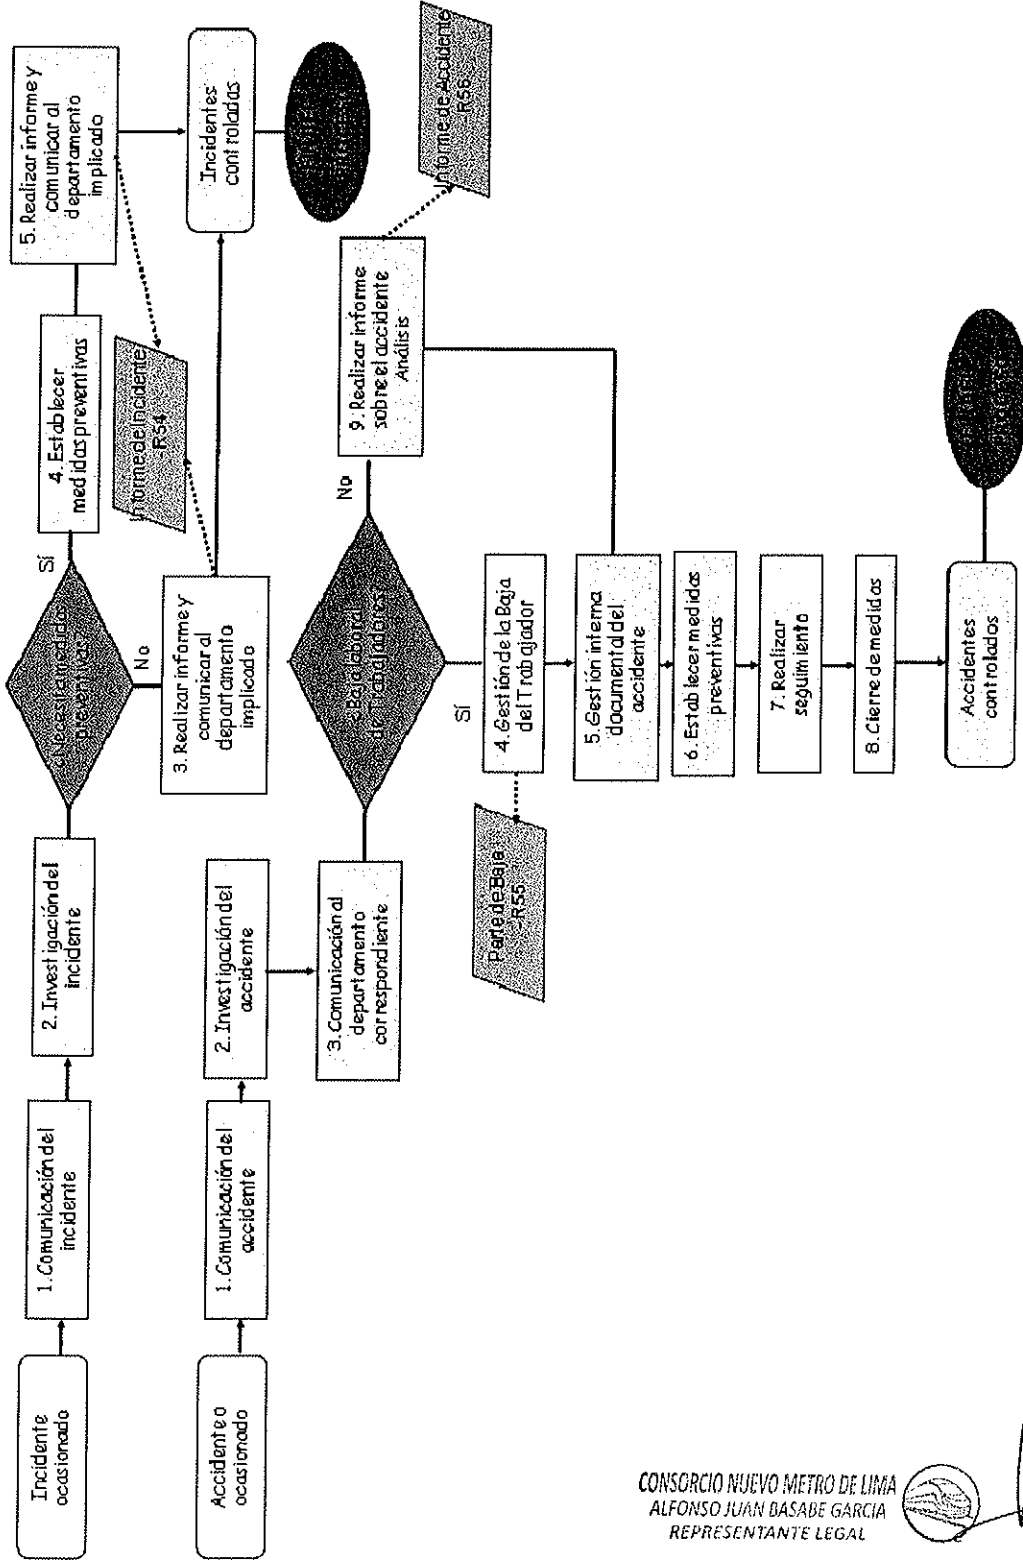 Incidente
ocasionado
1. Comunicación del
incidente
2. Investigación del
incidente
¿Necesita medidas
preventivas?
Sí
No
4. Establecer
medidas preventivas
5. Realizar informe y
comunicar al
departamento
implicado
3. Realizar informe y
comunicar al
departamento
implicado
Informe de Incidente
-R54
Incidentes
controladas
Accidente o
ocasionado
1. Comunicación del
accidente
2. Investigación del
accidente
3. Comunicación al
departamento
correspondiente
¿Baja laboral
de Trabajadores?
No
Sí
9. Realizar informe
sobre el accidente
Análisis
Informe de Accidente
-R56
4. Gestión de la Baja
del Trabajador
Parte de Baja
-R55
5. Gestión interna
documental del
accidente
6. Establecer medidas
preventivas
7. Realizar
seguimiento
8. Cierre de medidas
Accidentes
controlados
CONSORCIO NUEVO METRO DE LIMA
ALFONSO JUAN BASABE GARCIA
REPRESENTANTE LEGAL